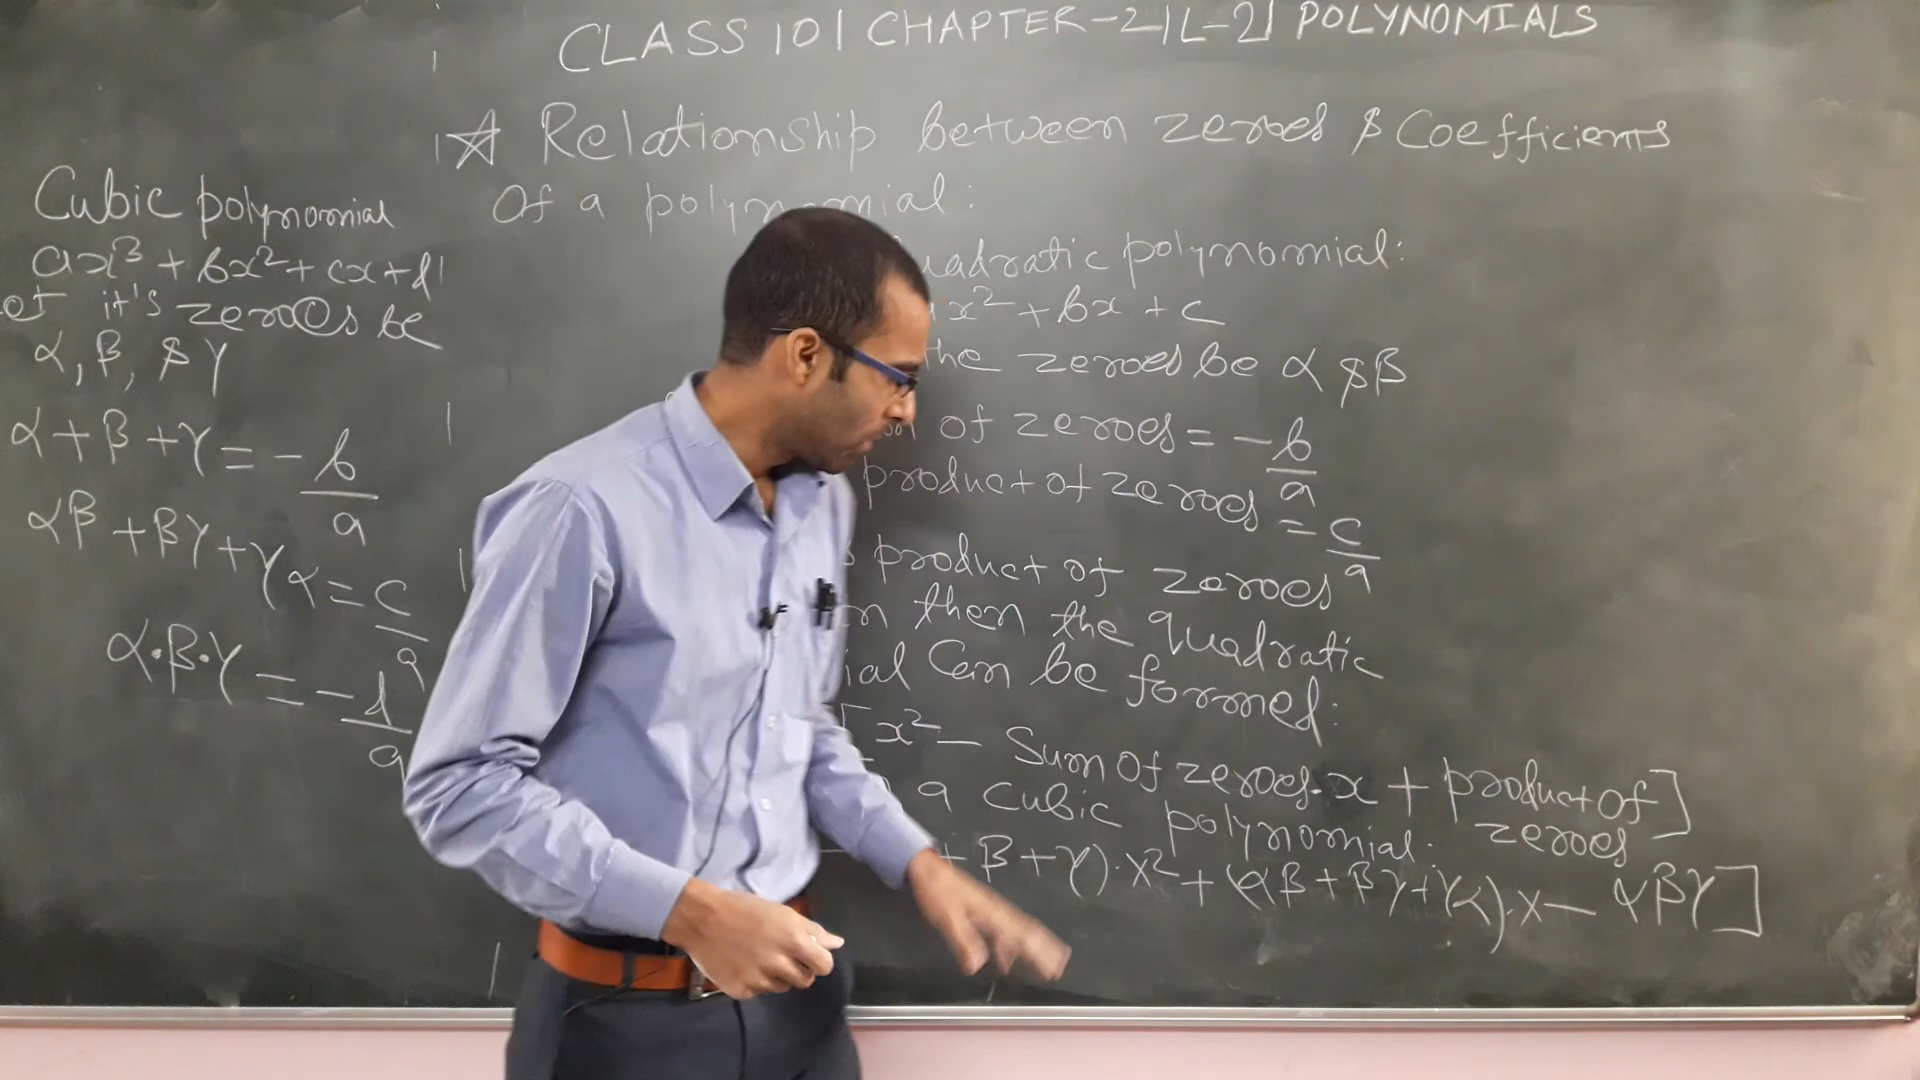 CLASS 10 | CHAPTER-2 | L-2 | POLYNOMIALS
☆ Relationship between zeroes & Coefficients
Of a polynomial:
uadratic polynomial:
x² + bx + c
the zeroes be α & β
of zeroes = -b/a
product of zeroes = c/a
product of zeroes
then the quadratic
ial Can be formed:
[x² - Sum of zeroes.x + product of zeroes]
a Cubic polynomial:
+ β + γ).x² + (αβ + βγ + γα).x - αβγ]
Cubic polynomial
ax³ + bx² + cx + d
et it's zeroes be
α, β, & γ
α + β + γ = -b/a
αβ + βγ + γα = c/a
α.β.γ = -d/a